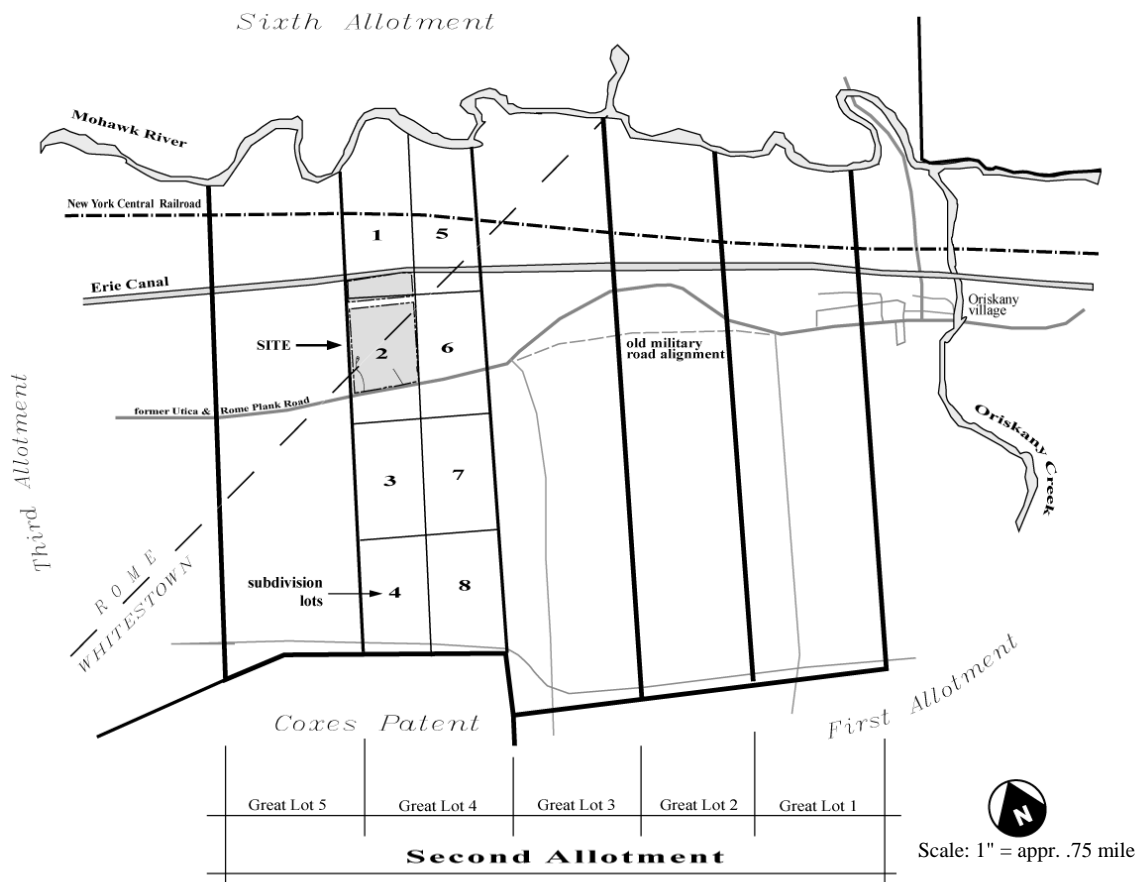 Sixth Allotment
Mohawk River
New York Central Railroad
1
5
Erie Canal
Oriskany
village
SITE
2
6
old military
road alignment
former Utica & Rome Plank Road
Third Allotment
Oriskany Creek
3
7
ROME
WHITESTOWN
subdivision
lots
4
8
Coxes Patent
First Allotment
Great Lot 5
Great Lot 4
Great Lot 3
Great Lot 2
Great Lot 1
N
Second Allotment
Scale: 1" = appr. .75 mile